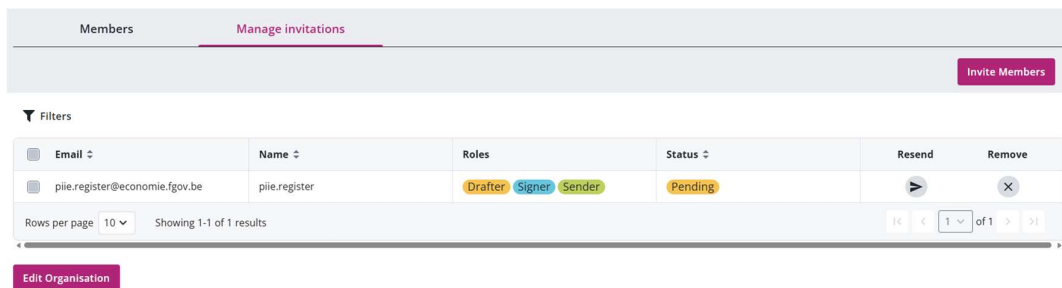 Members Manage invitations
Invite Members
Filters
Email Name Roles Status Resend Remove
piie.register@economie.fgov.be piie.register Drafter Signer Sender Pending
Rows per page 10 Showing 1-1 of 1 results 1 of 1
Edit Organisation